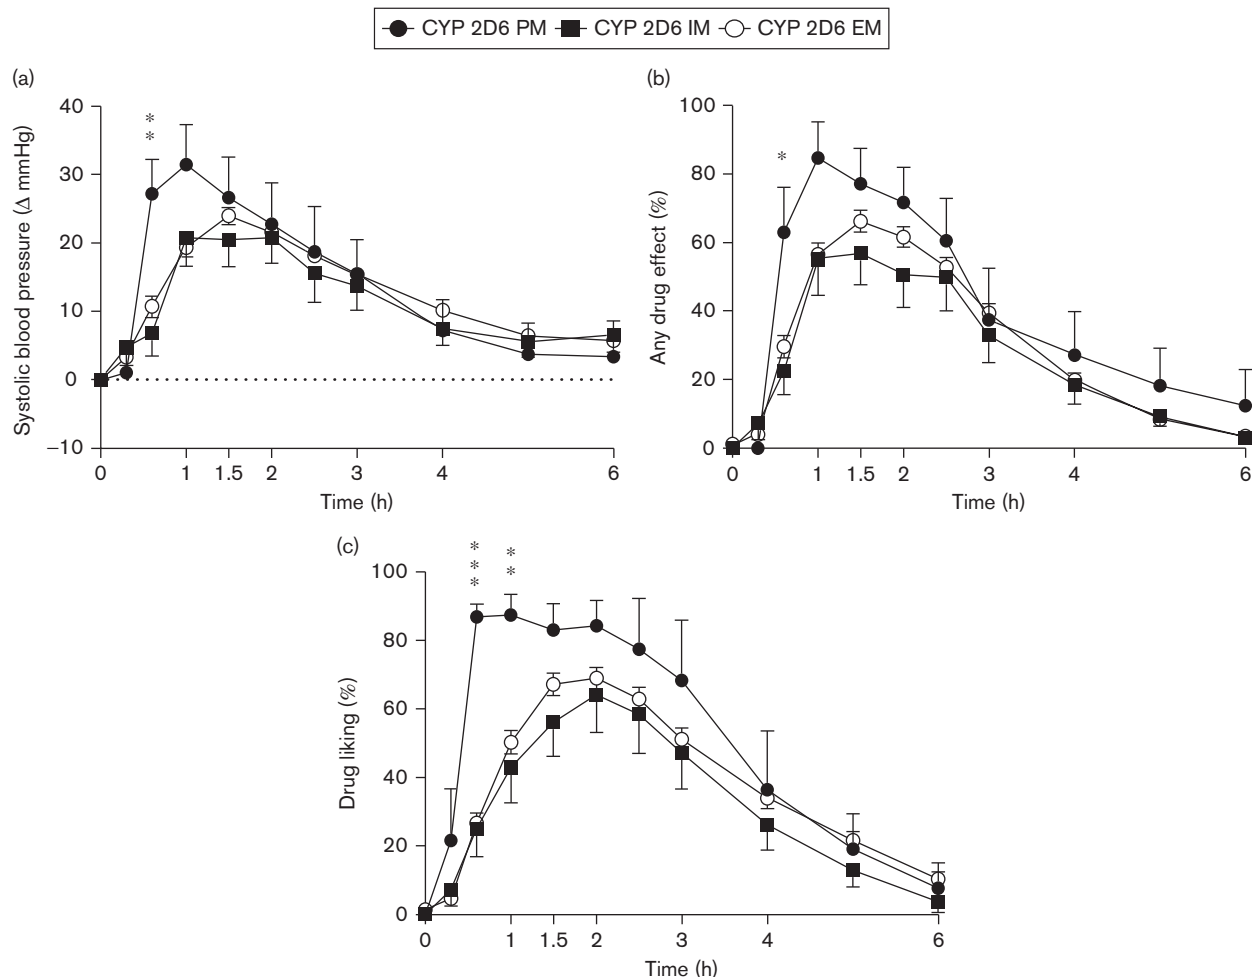 CYP 2D6 PM CYP 2D6 IM CYP 2D6 EM
(a)
Systolic blood pressure (Δ mmHg)
40
30
20
10
0
−10
*
*
0 1 1.5 2 3 4 6
Time (h)
(b)
Any drug effect (%)
100
80
60
40
20
0
*
0 1 1.5 2 3 4 6
Time (h)
(c)
Drug liking (%)
100
80
60
40
20
0
* *
* *
*
0 1 1.5 2 3 4 6
Time (h)